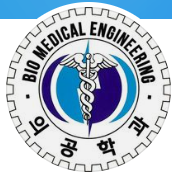 BIO MEDICAL ENGINEERING
의공학과